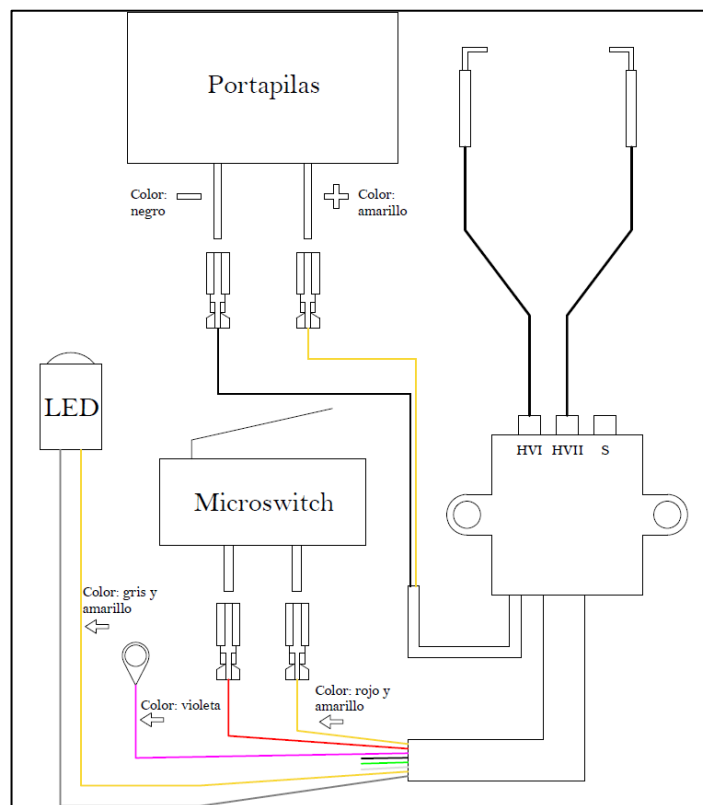 Portapilas
Color:
negro
Color:
amarillo
LED
HVI HVII S
Microswitch
Color: gris y
amarillo
Color: violeta
Color: rojo y
amarillo